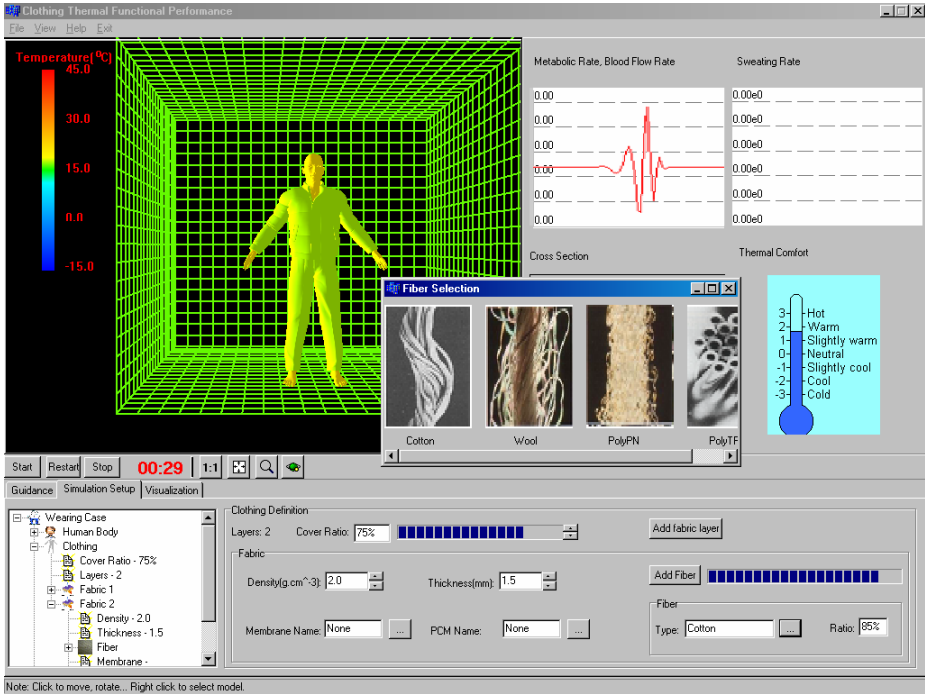 Clothing Thermal Functional Performance
File View Help Exit
Temperature(⁰C)
45.0
30.0
15.0
0.0
-15.0
Metabolic Rate, Blood Flow Rate
0.00
0.00
0.00
0.00
0.00
0.00
Sweating Rate
0.00e0
0.00e0
0.00e0
0.00e0
0.00e0
0.00e0
Cross Section
Thermal Comfort
3- Hot
2- Warm
1- Slightly warm
0- Neutral
-1- Slightly cool
-2- Cool
-3- Cold
Fiber Selection
Cotton Wool PolyPN PolyTF
Start Restart Stop 00:29 1:1
Guidance Simulation Setup Visualization
Wearing Case
Human Body
Clothing
Cover Ratio - 75%
Layers - 2
Fabric 1
Fabric 2
Density - 2.0
Thickness - 1.5
Fiber
Membrane -
Clothing Definition
Layers: 2 Cover Ratio: 75% Add fabric layer
Fabric
Density(g.cm^-3): 2.0 Thickness(mm): 1.5 Add Fiber
Membrane Name: None ... PCM Name: None ...
Fiber
Type: Cotton ... Ratio: 85%
Note: Click to move, rotate... Right click to select model.